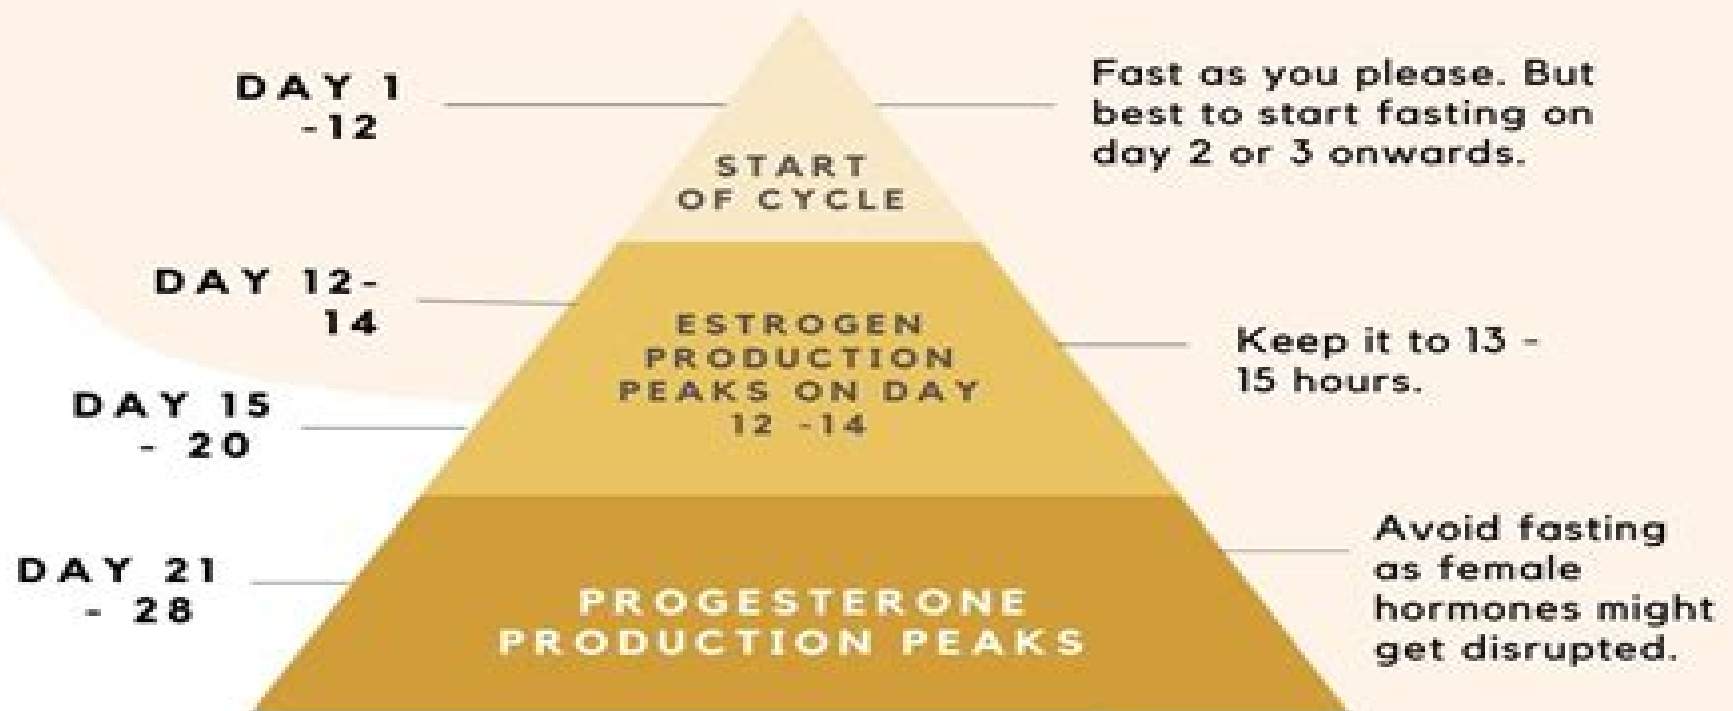 DAY 1
-12
Fast as you please. But
best to start fasting on
day 2 or 3 onwards.
START
OF CYCLE
DAY 12-
14
ESTROGEN
PRODUCTION
PEAKS ON DAY
12 -14
Keep it to 13 -
15 hours.
DAY 15
- 20
DAY 21
- 28
PROGESTERONE
PRODUCTION PEAKS
Avoid fasting
as female
hormones might
get disrupted.